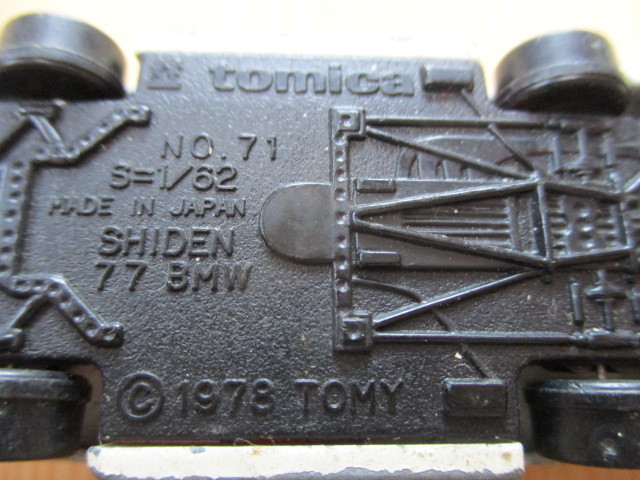 tomica
NO. 71
S=1/62
MADE IN JAPAN
SHIDEN
77 BMW
© 1978 TOMY